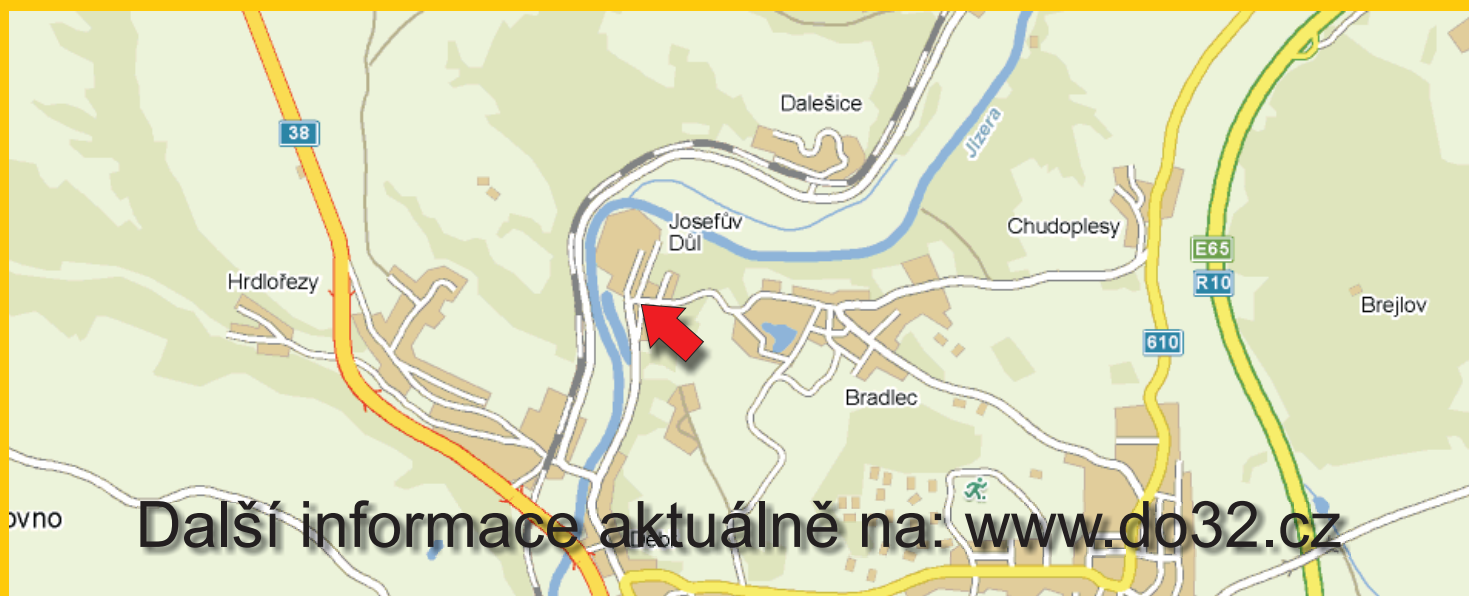 Dalešice
38
Jizera
Josefův
Důl
Chudoplesy
E65
R10
Hrdlořezy
Brejlov
610
Bradlec
ovno
Další informace aktuálně na: www.do32.cz